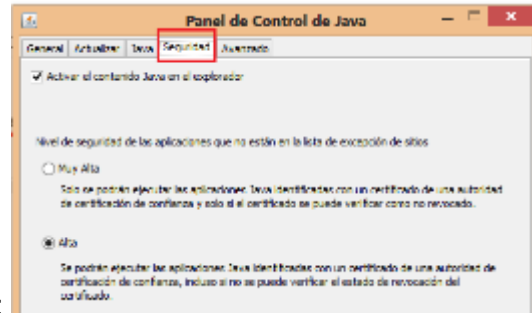 Panel de Control de Java
General Actualizar Java Seguridad Avanzado
Activar el contenido Java en el explorador
Nivel de seguridad de las aplicaciones que no están en la lista de excepción de sitios
Muy Alta
Solo se podrán ejecutar las aplicaciones Java identificadas con un certificado de una autoridad
de certificación de confianza, y solo si el certificado se puede verificar como no revocado.
Alta
Se podrán ejecutar las aplicaciones Java identificadas con un certificado de una autoridad de
certificación de confianza, incluso si no se puede verificar el estado de revocación del
certificado.